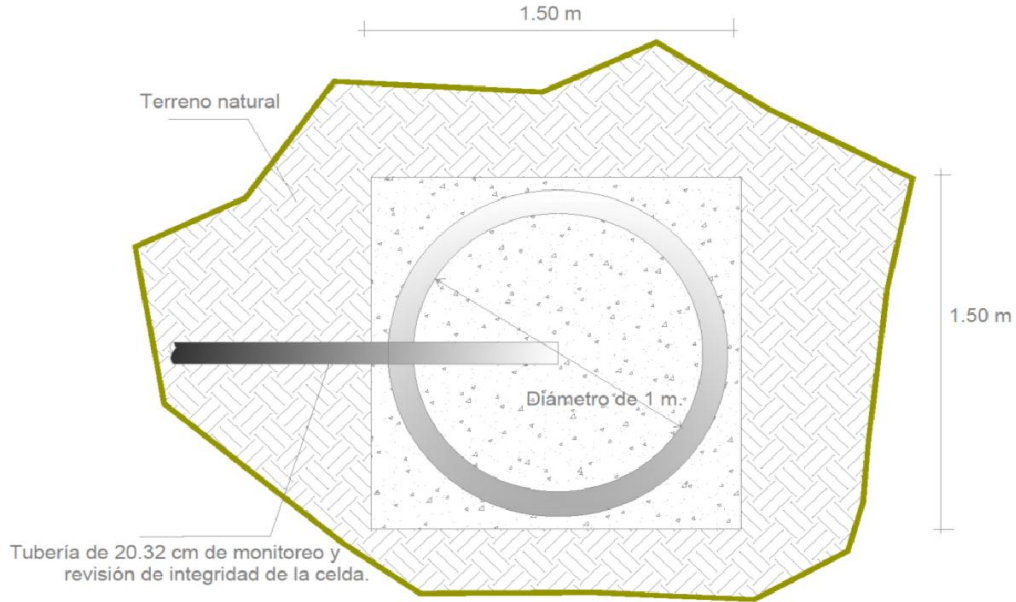 1.50 m
Terreno natural
1.50 m
Diámetro de 1 m.
Tubería de 20.32 cm de monitoreo y
revisión de integridad de la celda.